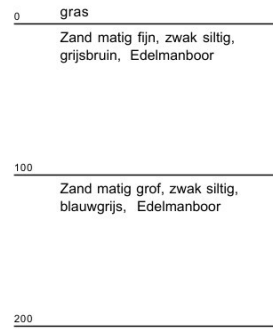 0 gras
Zand matig fijn, zwak siltig,
grijsbruin, Edelmanboor
100
Zand matig grof, zwak siltig,
blauwgrijs, Edelmanboor
200